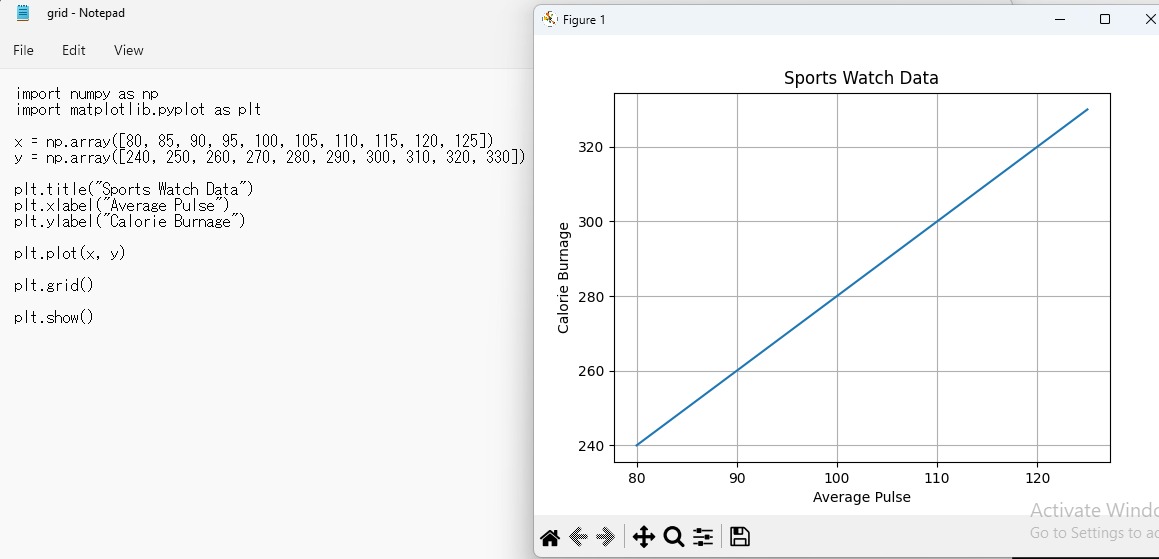 grid - Notepad
File Edit View
import numpy as np
import matplotlib.pyplot as plt
x = np.array([80, 85, 90, 95, 100, 105, 110, 115, 120, 125])
y = np.array([240, 250, 260, 270, 280, 290, 300, 310, 320, 330])
plt.title("Sports Watch Data")
plt.xlabel("Average Pulse")
plt.ylabel("Calorie Burnage")
plt.plot(x, y)
plt.grid()
plt.show()
Figure 1
Sports Watch Data
Calorie Burnage
320
300
280
260
240
80 90 100 110 120
Average Pulse
Activate Windo
Go to Settings to ac